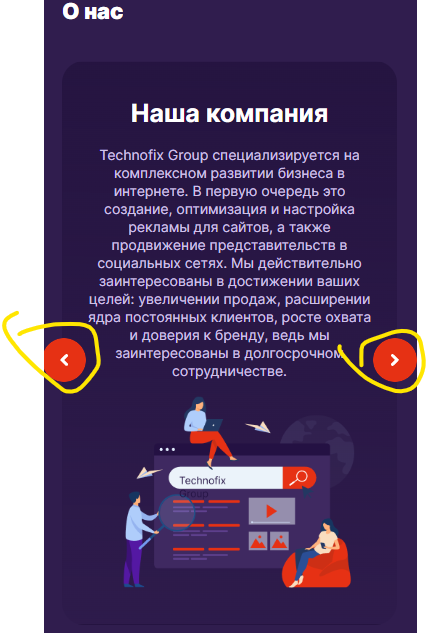 О нас
Наша компания
Technofix Group специализируется на
комплексном развитии бизнеса в
интернете. В первую очередь это
создание, оптимизация и настройка
рекламы для сайтов, а также
продвижение представительств в
социальных сетях. Мы действительно
заинтересованы в достижении ваших
целей: увеличении продаж, расширении
ядра постоянных клиентов, росте охвата
и доверия к бренду, ведь мы
заинтересованы в долгосрочном
сотрудничестве.
Technofix
Group